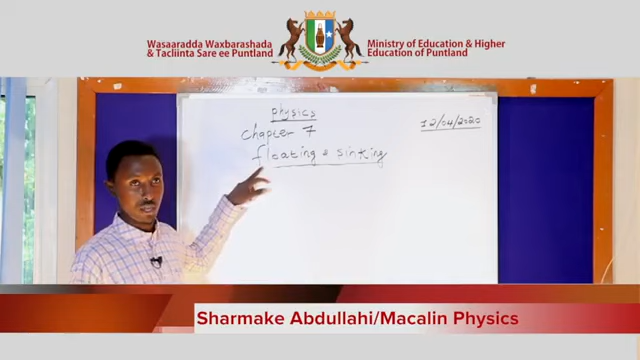 Wasaaradda Waxbarashada
& Tacliinta Sare ee Puntland
Ministry of Education & Higher
Education of Puntland
physics
chapter 7
12/04/2020
floating & sinking
Sharmake Abdullahi/Macalin Physics